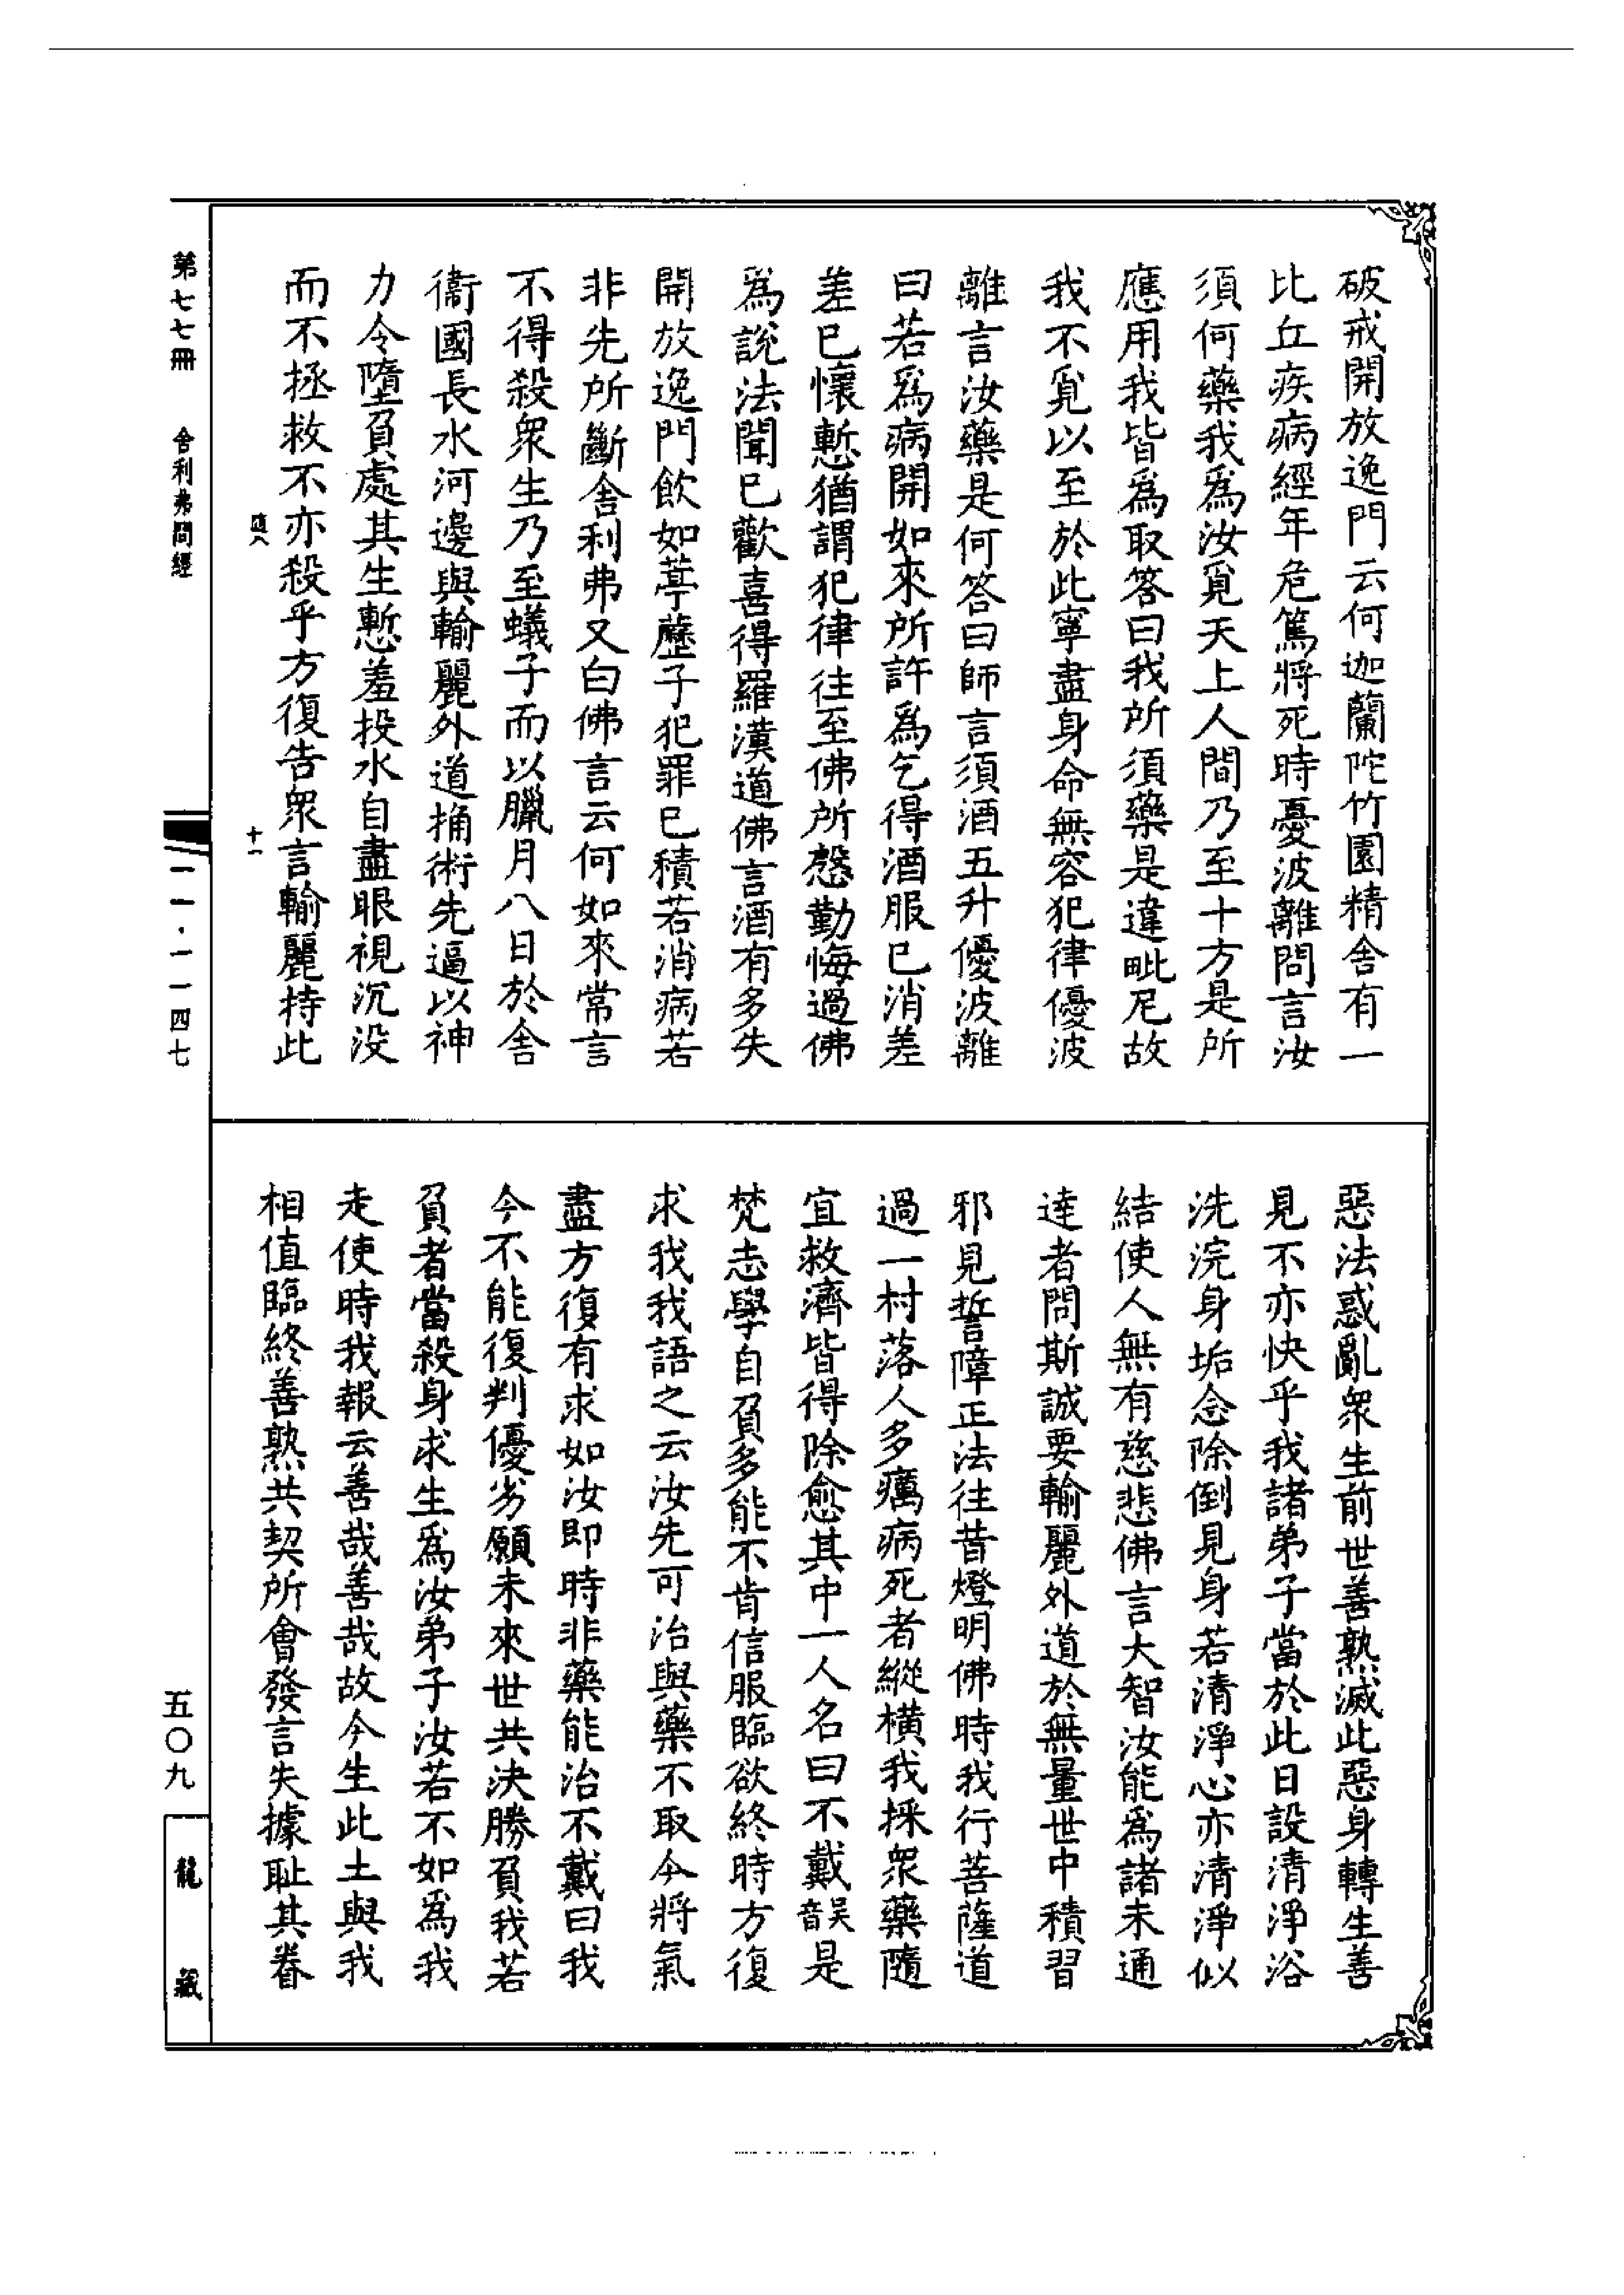 破戒開放逸門云何迦蘭陀竹園精舍有一
比丘疾病經年危篤將死時憂波離問言汝
須何藥我為汝覓天上人間乃至十方是所
應用我皆為取答曰我所須藥是違毗尼故
我不覓以至於此寧盡身命無容犯律優波
離言汝藥是何答曰師言須酒五升優波離
曰若為病開如來所許為乞得酒服已消差
差已懷慙猶謂犯律往至佛所慇勤悔過佛
為說法聞已歡喜得羅漢道佛言酒有多失
開放逸門飲如葶藶子犯罪已積若消病若
非先所斷舍利弗又白佛言云何如來常言
不得殺眾生乃至蟻子而以臘月八日於舍
衞國長水河邊與輸麗外道捔術先逼以神
力令墮負處其生慙羞投水自盡眼視沉没
而不拯救不亦殺乎方復告眾言輸麗持此
十一
惡法惑亂眾生前世善熟滅此惡身轉生善
見不亦快乎我諸弟子當於此日設清淨浴
洗浣身垢念除倒見身若清淨心亦清淨似
結使人無有慈悲佛言大智汝能為諸未通
達者問斯誠要輸麗外道於無量世中積習
邪見誓障正法往昔燈明佛時我行菩薩道
過一村落人多癘病死者縱橫我採眾藥隨
宜救濟皆得除愈其中一人名曰不戴吴音是
梵志學自負多能不肯信服臨欲終時方復
求我我語之云汝先可治與藥不取今將氣
盡方復有求如汝即時非藥能治不戴曰我
今不能復判優劣願未來世共決勝負我若
負者當殺身求生為汝弟子汝若不如為我
走使時我報云善哉善哉故今生此土與我
相值臨終善熟共契所會發言失據耻其眷
第七七冊
舍利弗問經
一一·一一四七
五〇九
龍藏